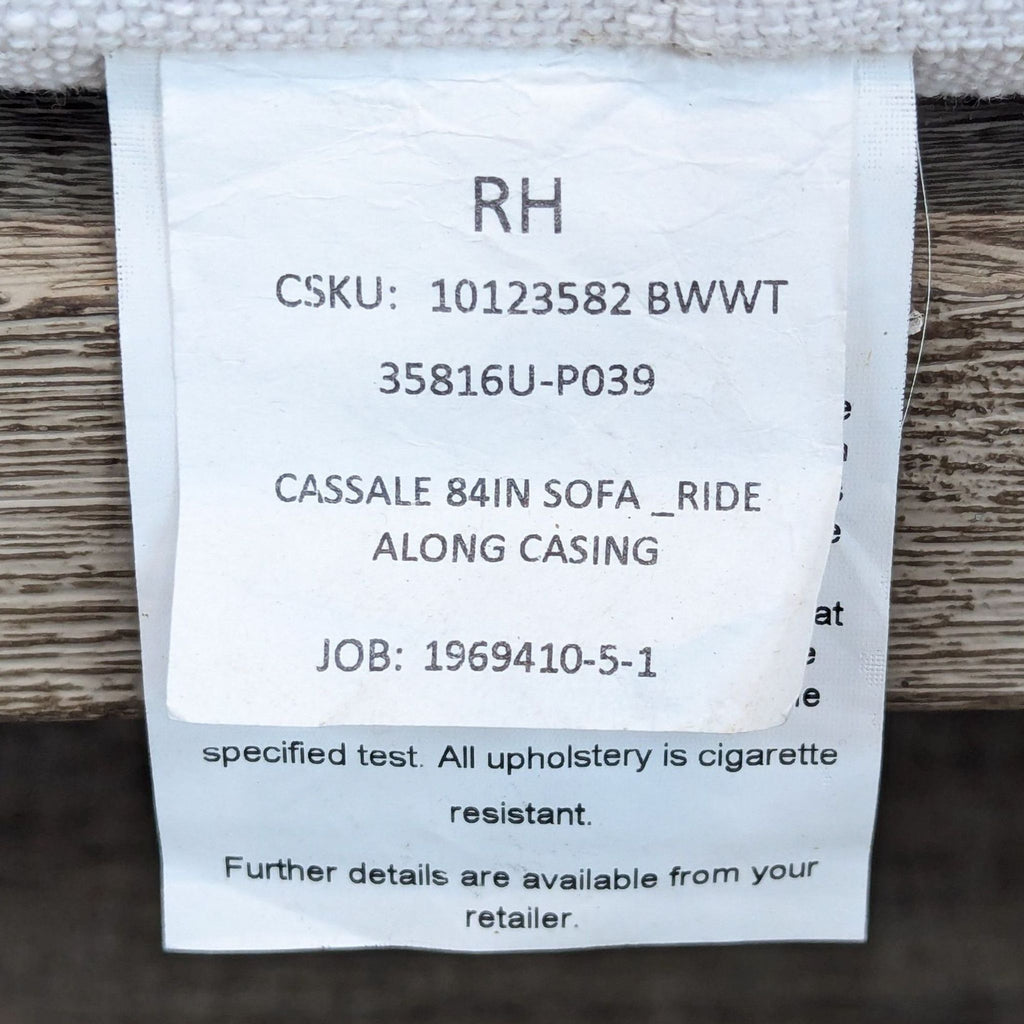 RH
CSKU: 10123582 BWWT
35816U-P039
CASSALE 84IN SOFA _RIDE
ALONG CASING
JOB: 1969410-5-1
specified test. All upholstery is cigarette
resistant.
Further details are available from your
retailer.